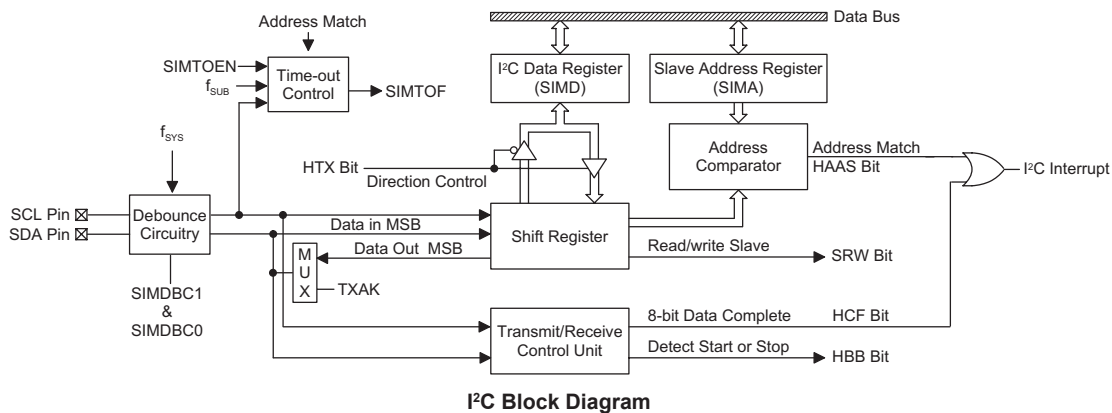 Data Bus
Address Match
SIMTOEN
fSUB
Time-out
Control
SIMTOF
I²C Data Register
(SIMD)
Slave Address Register
(SIMA)
fSYS
HTX Bit
Direction Control
Address
Comparator
Address Match
HAAS Bit
I²C Interrupt
SCL Pin
SDA Pin
Debounce
Circuitry
Data in MSB
Shift Register
Data Out MSB
Read/write Slave
SRW Bit
MUX
TXAK
SIMDBC1
&
SIMDBC0
Transmit/Receive
Control Unit
8-bit Data Complete
HCF Bit
Detect Start or Stop
HBB Bit
I²C Block Diagram